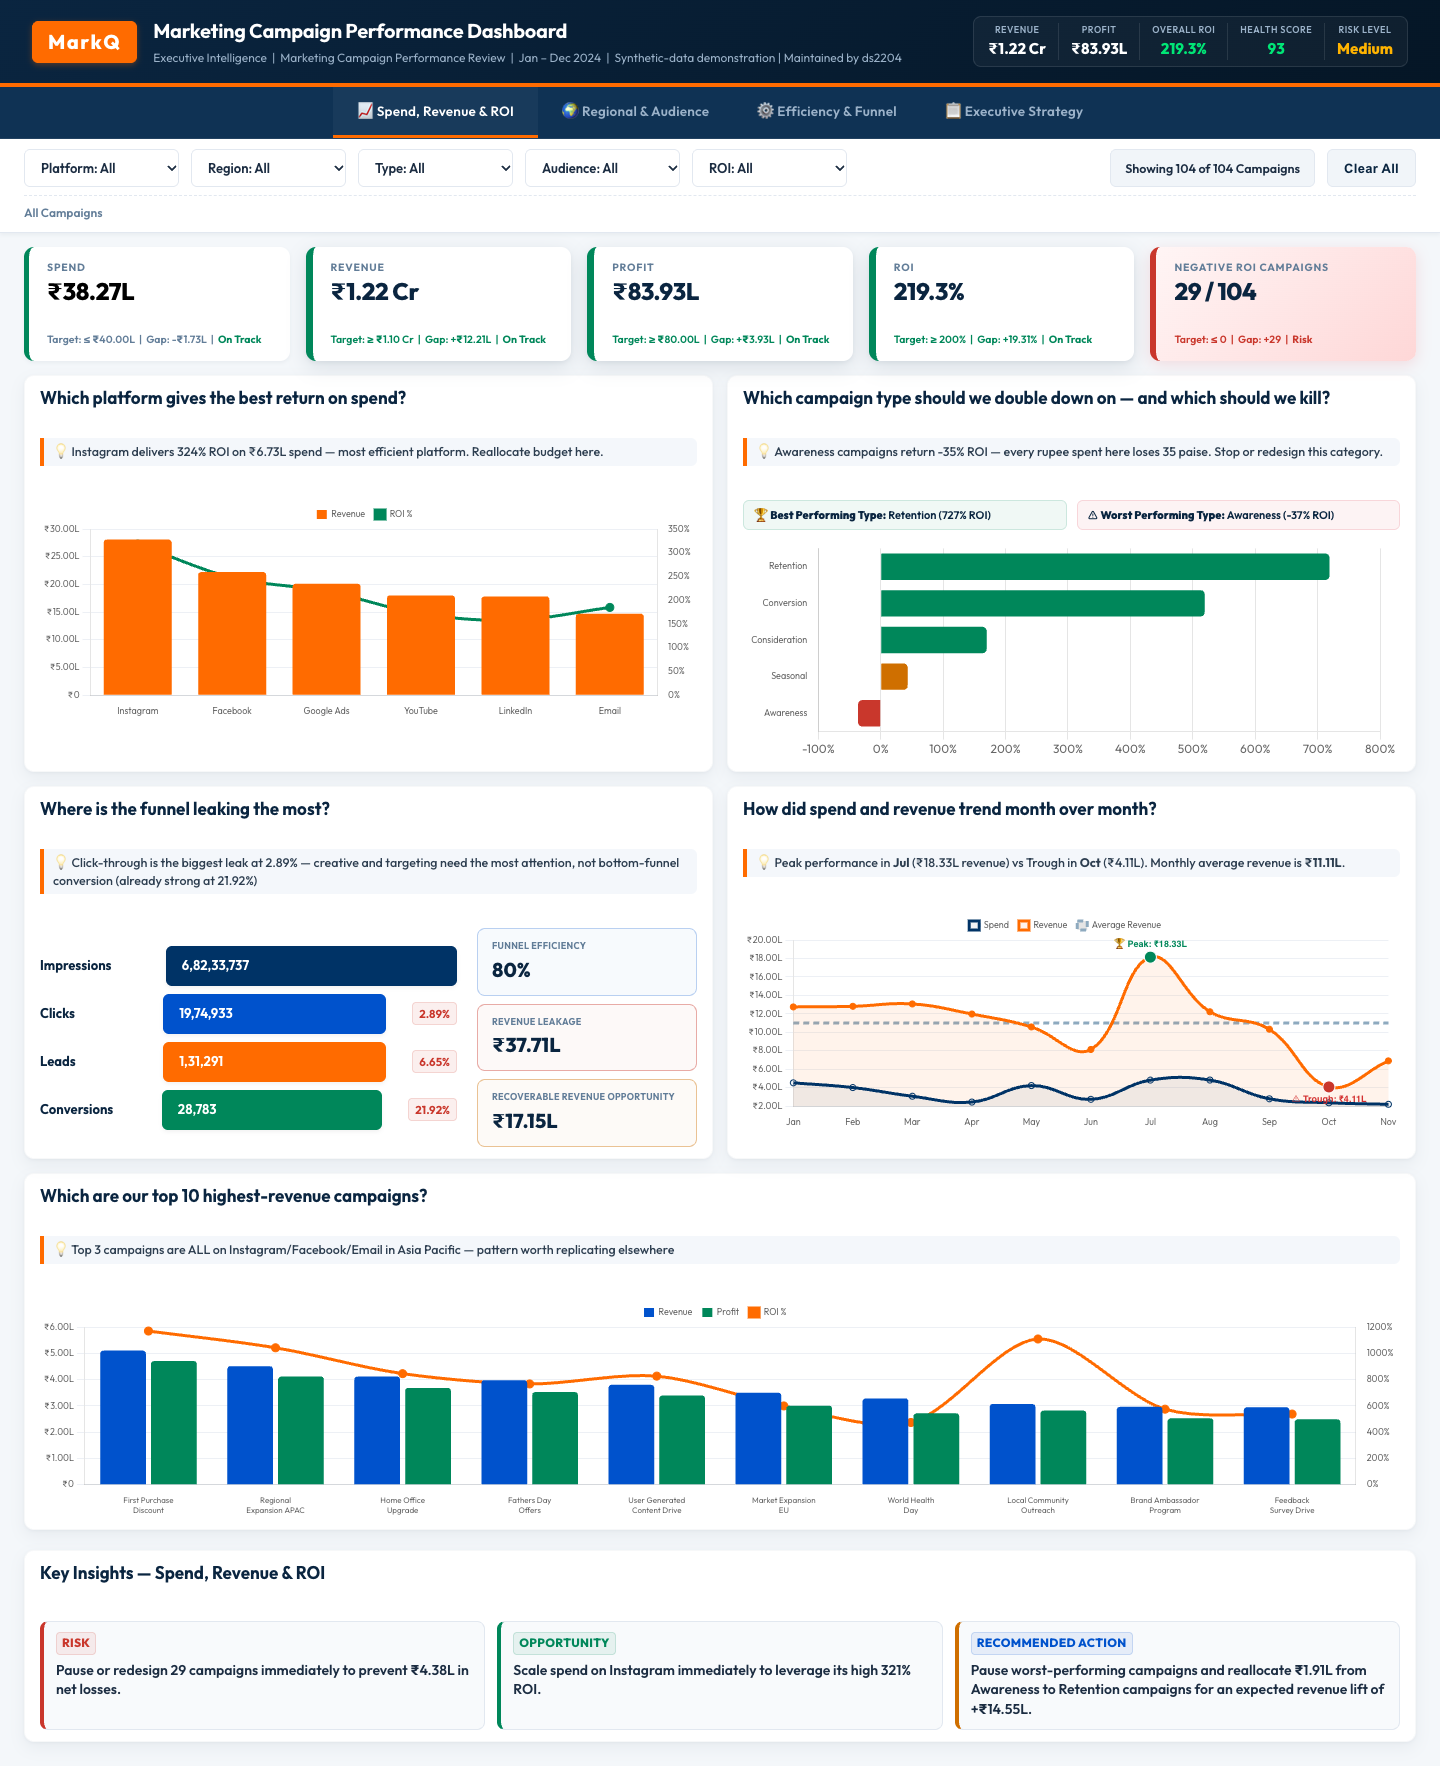 MarkQ
Marketing Campaign Performance Dashboard
Executive Intelligence | Marketing Campaign Performance Review | Jan – Dec 2024 | Synthetic-data demonstration | Maintained by ds2204
REVENUE
₹1.22 Cr
PROFIT
₹83.93L
OVERALL ROI
219.3%
HEALTH SCORE
93
RISK LEVEL
Medium
📈 Spend, Revenue & ROI
🌍 Regional & Audience
⚙️ Efficiency & Funnel
📋 Executive Strategy
Platform: All
Region: All
Type: All
Audience: All
ROI: All
Showing 104 of 104 Campaigns
Clear All
All Campaigns
SPEND
₹38.27L
Target: ≤ ₹40.00L | Gap: -₹1.73L | On Track
REVENUE
₹1.22 Cr
Target: ≥ ₹1.10 Cr | Gap: +₹12.21L | On Track
PROFIT
₹83.93L
Target: ≥ ₹80.00L | Gap: +₹3.93L | On Track
ROI
219.3%
Target: ≥ 200% | Gap: +19.31% | On Track
NEGATIVE ROI CAMPAIGNS
29 / 104
Target: ≤ 0 | Gap: +29 | Risk
Which platform gives the best return on spend?
💡 Instagram delivers 324% ROI on ₹6.73L spend — most efficient platform. Reallocate budget here.
Revenue
ROI %
₹30.00L
₹25.00L
₹20.00L
₹15.00L
₹10.00L
₹5.00L
₹0
350%
300%
250%
200%
150%
100%
50%
0%
Instagram
Facebook
Google Ads
YouTube
LinkedIn
Email
Which campaign type should we double down on — and which should we kill?
💡 Awareness campaigns return -35% ROI — every rupee spent here loses 35 paise. Stop or redesign this category.
🏆 Best Performing Type: Retention (727% ROI)
⚠ Worst Performing Type: Awareness (-37% ROI)
Retention
Conversion
Consideration
Seasonal
Awareness
-100%
0%
100%
200%
300%
400%
500%
600%
700%
800%
Where is the funnel leaking the most?
💡 Click-through is the biggest leak at 2.89% — creative and targeting need the most attention, not bottom-funnel
conversion (already strong at 21.92%)
Impressions
6,82,33,737
Clicks
19,74,933
2.89%
Leads
1,31,291
6.65%
Conversions
28,783
21.92%
FUNNEL EFFICIENCY
80%
REVENUE LEAKAGE
₹37.71L
RECOVERABLE REVENUE OPPORTUNITY
₹17.15L
How did spend and revenue trend month over month?
💡 Peak performance in Jul (₹18.33L revenue) vs Trough in Oct (₹4.11L). Monthly average revenue is ₹11.11L.
Spend
Revenue
Average Revenue
₹20.00L
₹18.00L
₹16.00L
₹14.00L
₹12.00L
₹10.00L
₹8.00L
₹6.00L
₹4.00L
₹2.00L
🏆 Peak: ₹18.33L
⚠ Trough: ₹4.11L
Jan
Feb
Mar
Apr
May
Jun
Jul
Aug
Sep
Oct
Nov
Which are our top 10 highest-revenue campaigns?
💡 Top 3 campaigns are ALL on Instagram/Facebook/Email in Asia Pacific — pattern worth replicating elsewhere
Revenue
Profit
ROI %
₹6.00L
₹5.00L
₹4.00L
₹3.00L
₹2.00L
₹1.00L
₹0
1200%
1000%
800%
600%
400%
200%
0%
First Purchase
Discount
Regional
Expansion APAC
Home Office
Upgrade
Fathers Day
Offers
User Generated
Content Drive
Market Expansion
EU
World Health
Day
Local Community
Outreach
Brand Ambassador
Program
Feedback
Survey Drive
Key Insights — Spend, Revenue & ROI
RISK
Pause or redesign 29 campaigns immediately to prevent ₹4.38L in
net losses.
OPPORTUNITY
Scale spend on Instagram immediately to leverage its high 321%
ROI.
RECOMMENDED ACTION
Pause worst-performing campaigns and reallocate ₹1.91L from
Awareness to Retention campaigns for an expected revenue lift of
+₹14.55L.